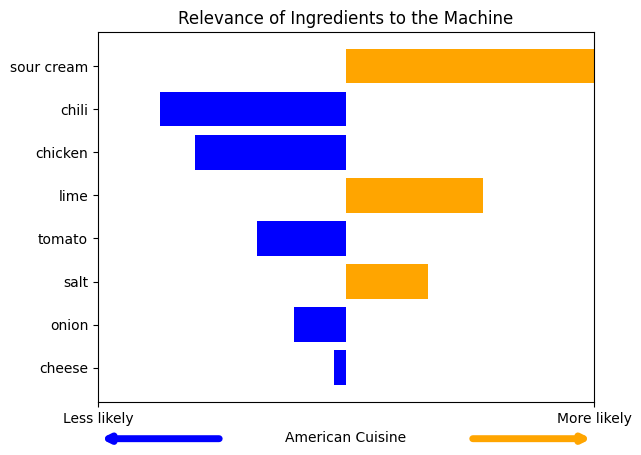 Relevance of Ingredients to the Machine
sour cream
chili
chicken
lime
tomato
salt
onion
cheese
Less likely More likely
American Cuisine